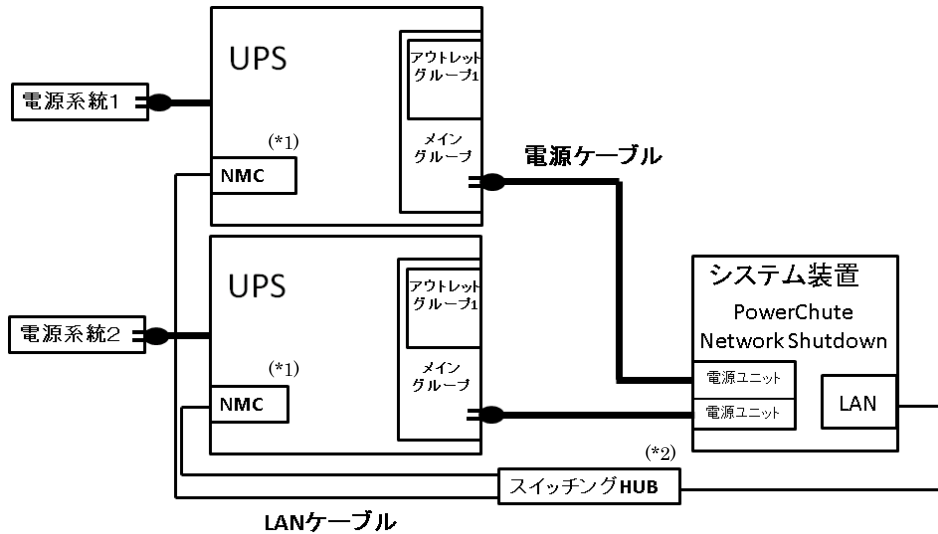 UPS
アウトレット
グループ1
電源系統1
(*1)
メイン
グループ
NMC
電源ケーブル
UPS
アウトレット
グループ1
電源系統2
(*1)
メイン
グループ
NMC
システム装置
PowerChute
Network Shutdown
電源ユニット
電源ユニット
LAN
(*2)
スイッチングHUB
LANケーブル